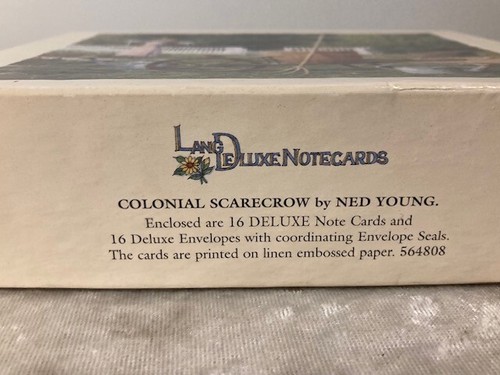 LANG DELUXE NOTECARDS
COLONIAL SCARECROW by NED YOUNG.
Enclosed are 16 DELUXE Note Cards and
16 Deluxe Envelopes with coordinating Envelope Seals.
The cards are printed on linen embossed paper. 564808